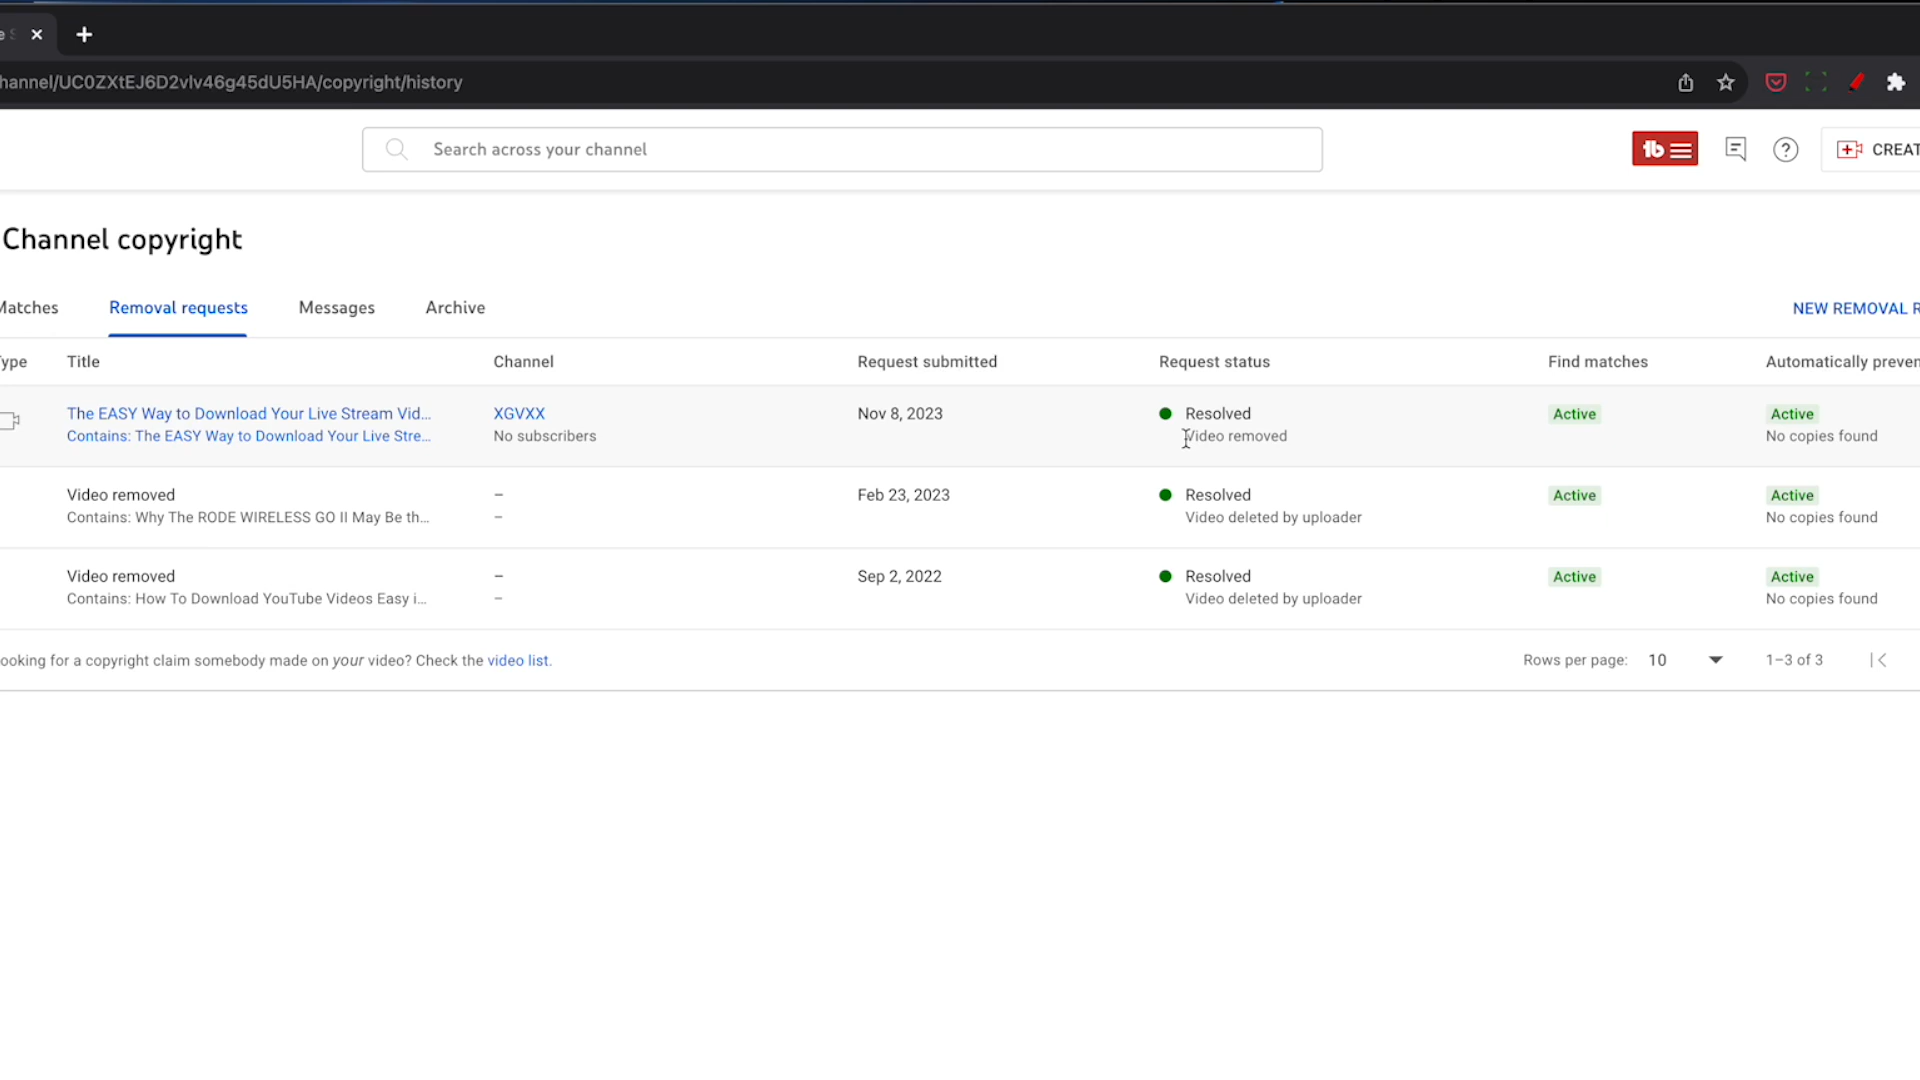 hannel/UC0ZXtEJ6D2vIv46g45dU5HA/copyright/history
Search across your channel
CREAT
Channel copyright
Matches Removal requests Messages Archive NEW REMOVAL R
ype Title Channel Request submitted Request status Find matches Automatically preven
The EASY Way to Download Your Live Stream Vid... XGVXX Nov 8, 2023 Resolved Active Active
Contains: The EASY Way to Download Your Live Stre... No subscribers Video removed No copies found
Video removed – Feb 23, 2023 Resolved Active Active
Contains: Why The RODE WIRELESS GO II May Be th... – Video deleted by uploader No copies found
Video removed – Sep 2, 2022 Resolved Active Active
Contains: How To Download YouTube Videos Easy i... – Video deleted by uploader No copies found
ooking for a copyright claim somebody made on your video? Check the video list. Rows per page: 10 1–3 of 3